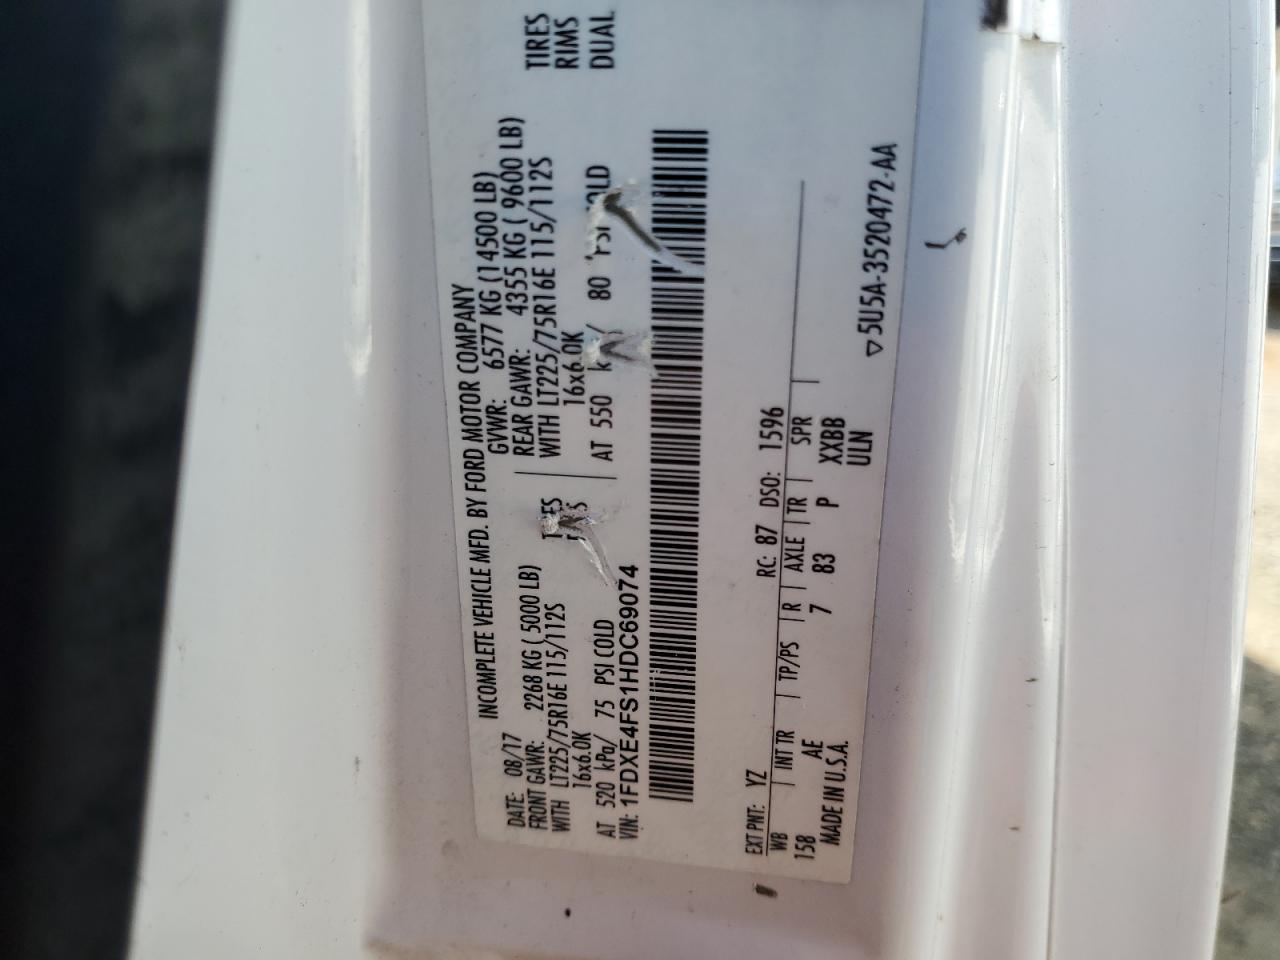 INCOMPLETE VEHICLE MFD. BY FORD MOTOR COMPANY
DATE: 08/17 GVWR: 6577 KG (14500 LB)
FRONT GAWR: 2268 KG ( 5000 LB) REAR GAWR: 4355 KG ( 9600 LB)
WITH LT225/75R16E 115/112S WITH LT225/75R16E 115/112S TIRES
16x6.0K 16x6.0K RIMS
AT 520 kPa/ 75 PSI COLD AT 550 80 PSI DUAL
VIN: 1FDXE4FS1HDC69074
EXT PNT: YZ RC: 87 DSO: 1596
WB INT TR TP/PS R AXLE TR SPR
158 AE 7 83 P XXBB
MADE IN U.S.A. ULN
▽5U5A-3520472-AA